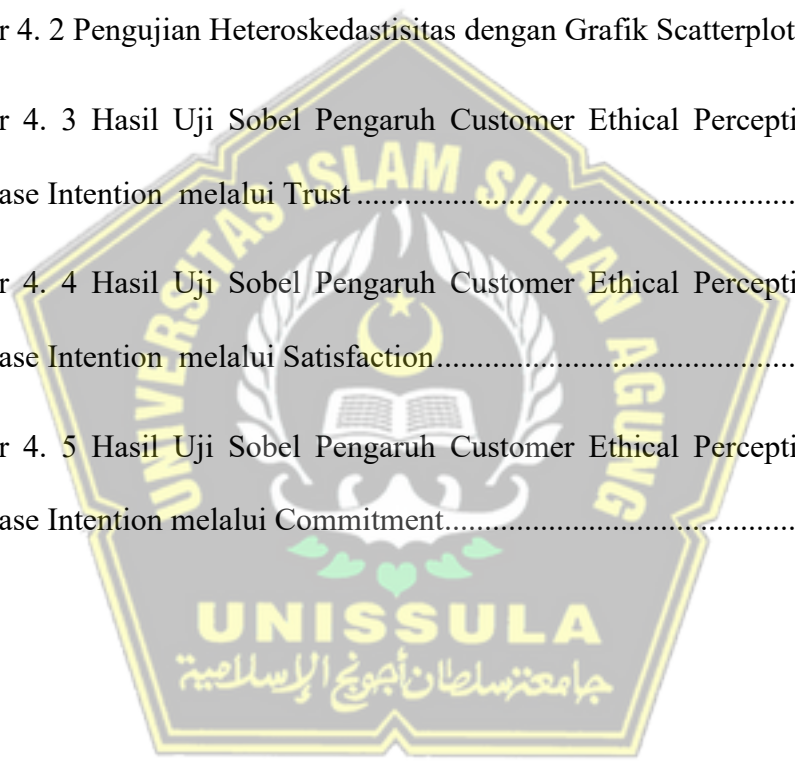 r 4. 2 Pengujian Heteroskedastisitas dengan Grafik Scatterplot
r 4. 3 Hasil Uji Sobel Pengaruh Customer Ethical Percepti
ase Intention melalui Trust ......................................................
r 4. 4 Hasil Uji Sobel Pengaruh Customer Ethical Percepti
ase Intention melalui Satisfaction.............................................
r 4. 5 Hasil Uji Sobel Pengaruh Customer Ethical Percepti
ase Intention melalui Commitment............................................
UNIVERSITAS ISLAM SULTAN AGUNG
UNISSULA
جامعة سلطان أجونج الإسلامية